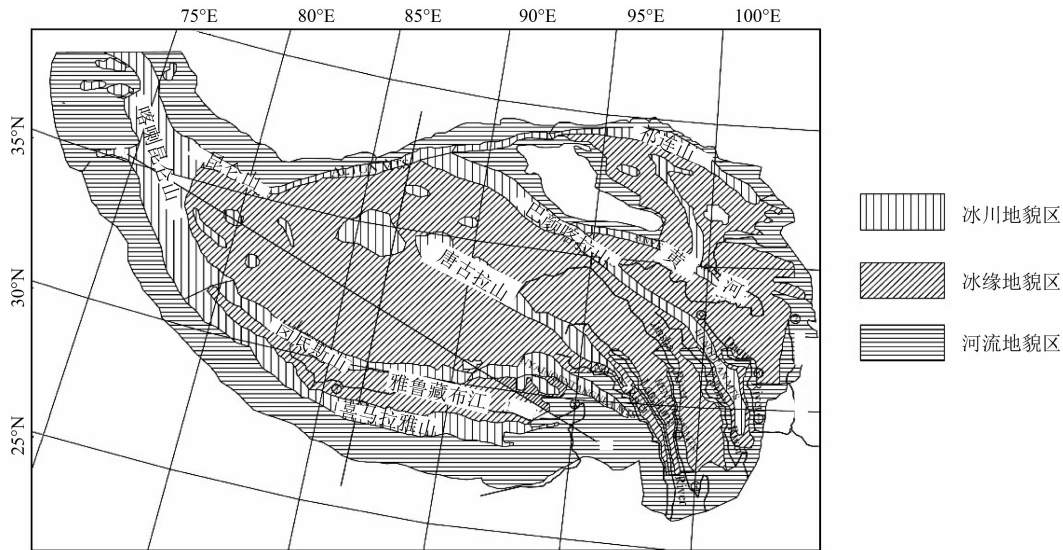 75°E 80°E 85°E 90°E 95°E 100°E
35°N
30°N
25°N
喀喇昆仑山
昆仑山
祁连山
巴颜喀拉山
黄河
唐古拉山
冈底斯山
雅鲁藏布江
喜马拉雅山
River
冰川地貌区
冰缘地貌区
河流地貌区